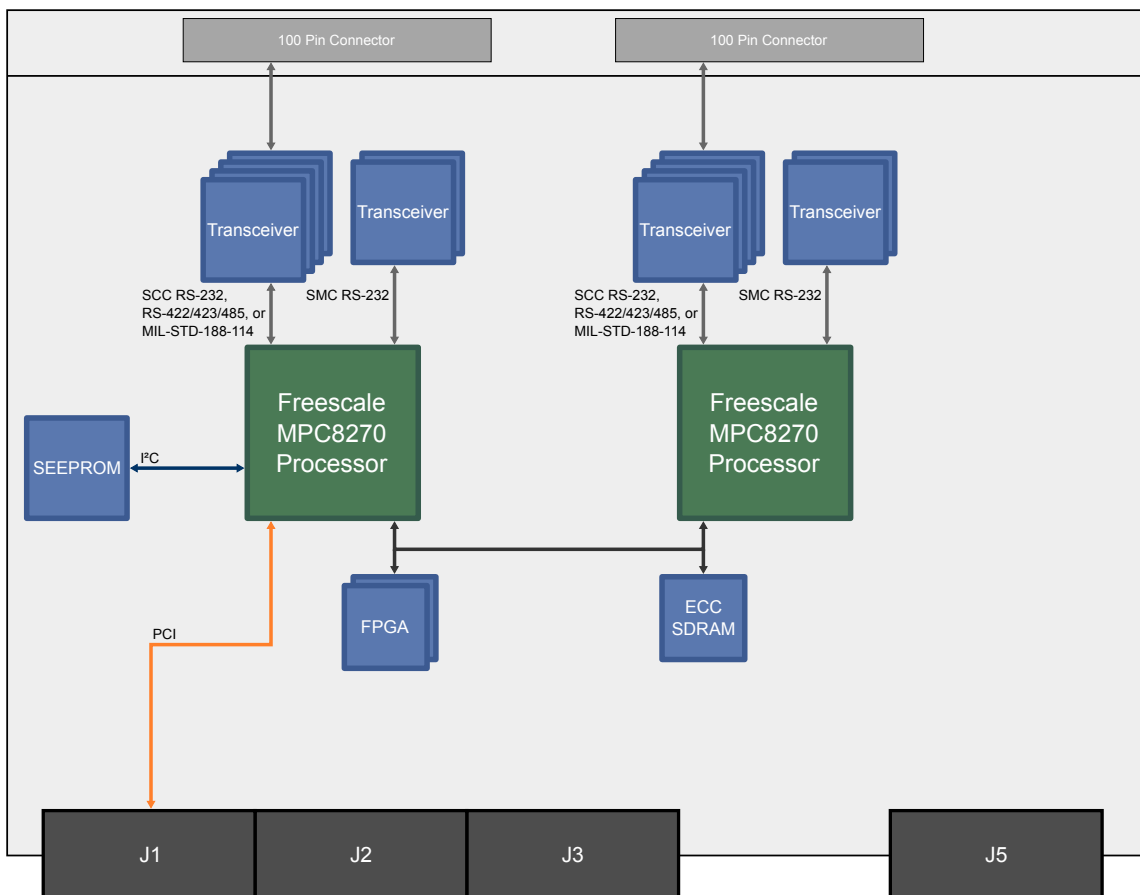 100 Pin Connector
100 Pin Connector
Transceiver
Transceiver
Transceiver
Transceiver
SCC RS-232,
RS-422/423/485, or
MIL-STD-188-114
SMC RS-232
SCC RS-232,
RS-422/423/485, or
MIL-STD-188-114
SMC RS-232
Freescale
MPC8270
Processor
Freescale
MPC8270
Processor
SEEPROM
I²C
FPGA
ECC
SDRAM
PCI
J1
J2
J3
J5